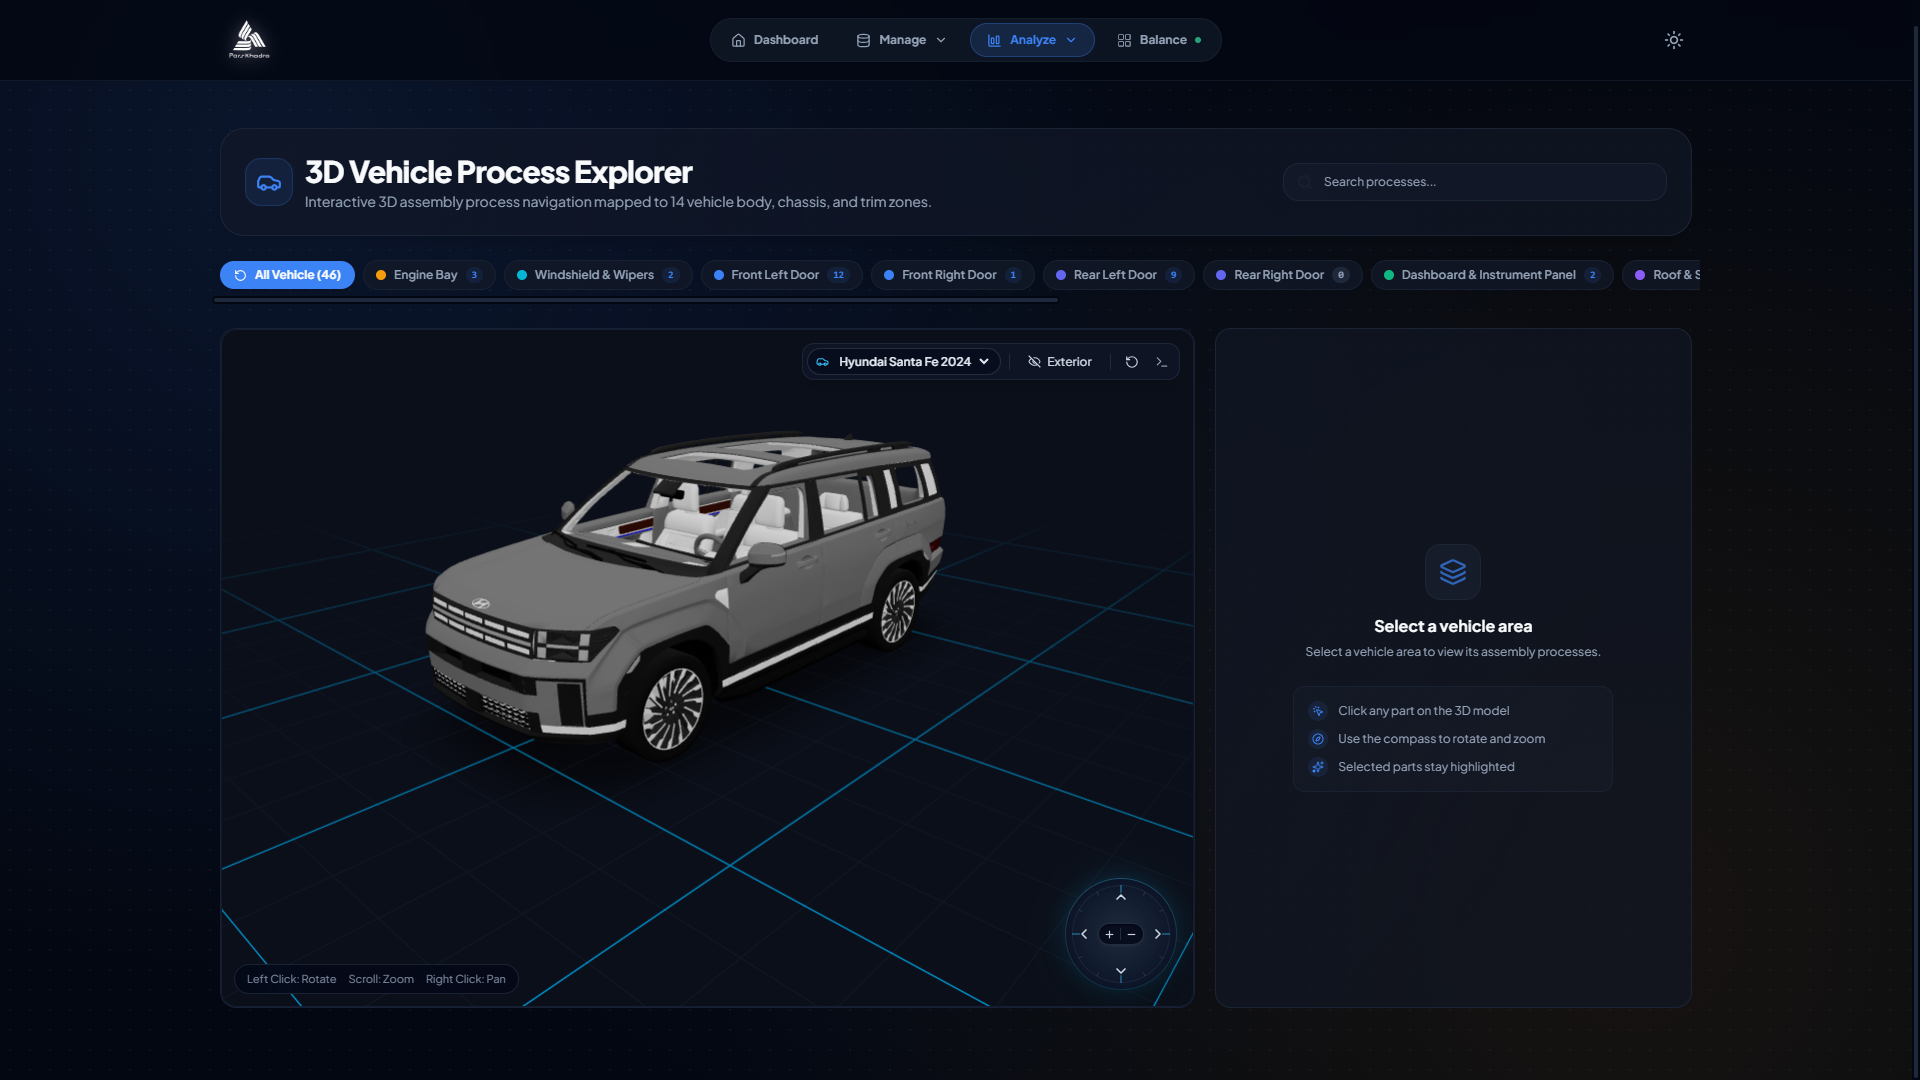 ParsKhodro
Dashboard
Manage
Analyze
Balance
3D Vehicle Process Explorer
Interactive 3D assembly process navigation mapped to 14 vehicle body, chassis, and trim zones.
Search processes...
All Vehicle (46)
Engine Bay 3
Windshield & Wipers 2
Front Left Door 12
Front Right Door 1
Rear Left Door 9
Rear Right Door 0
Dashboard & Instrument Panel 2
Roof & S
Hyundai Santa Fe 2024
Exterior
Select a vehicle area
Select a vehicle area to view its assembly processes.
Click any part on the 3D model
Use the compass to rotate and zoom
Selected parts stay highlighted
Left Click: Rotate Scroll: Zoom Right Click: Pan